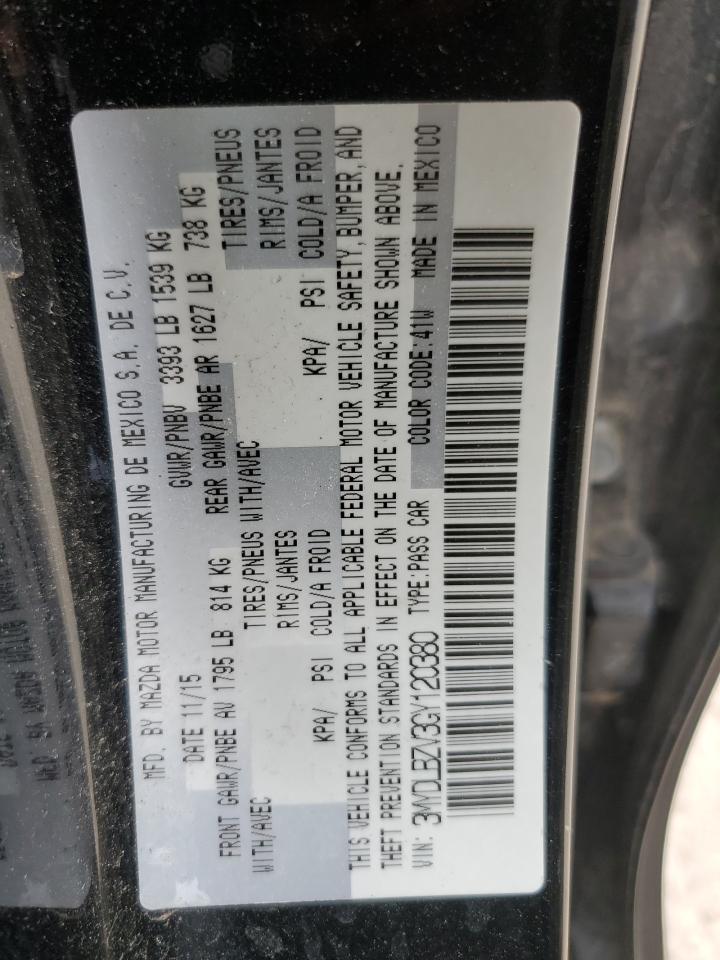 MFD. BY MAZDA MOTOR MANUFACTURING DE MEXICO S.A. DE C.V.
DATE 11/15 GVWR/PNBV 3393 LB 1539 KG
FRONT GAWR/PNBE AV 1795 LB 814 KG REAR GAWR/PNBE AR 1627 LB 738 KG
WITH/AVEC TIRES/PNEUS WITH/AVEC TIRES/PNEUS
RIMS/JANTES RIMS/JANTES
KPA/ PSI COLD/A FROID KPA/ PSI COLD/A FROID
THIS VEHICLE CONFORMS TO ALL APPLICABLE FEDERAL MOTOR VEHICLE SAFETY, BUMPER, AND
THEFT PREVENTION STANDARDS IN EFFECT ON THE DATE OF MANUFACTURE SHOWN ABOVE.
VIN: 3MYDLBZV3GY120380 TYPE:PASS CAR COLOR CODE:41W MADE IN MEXICO